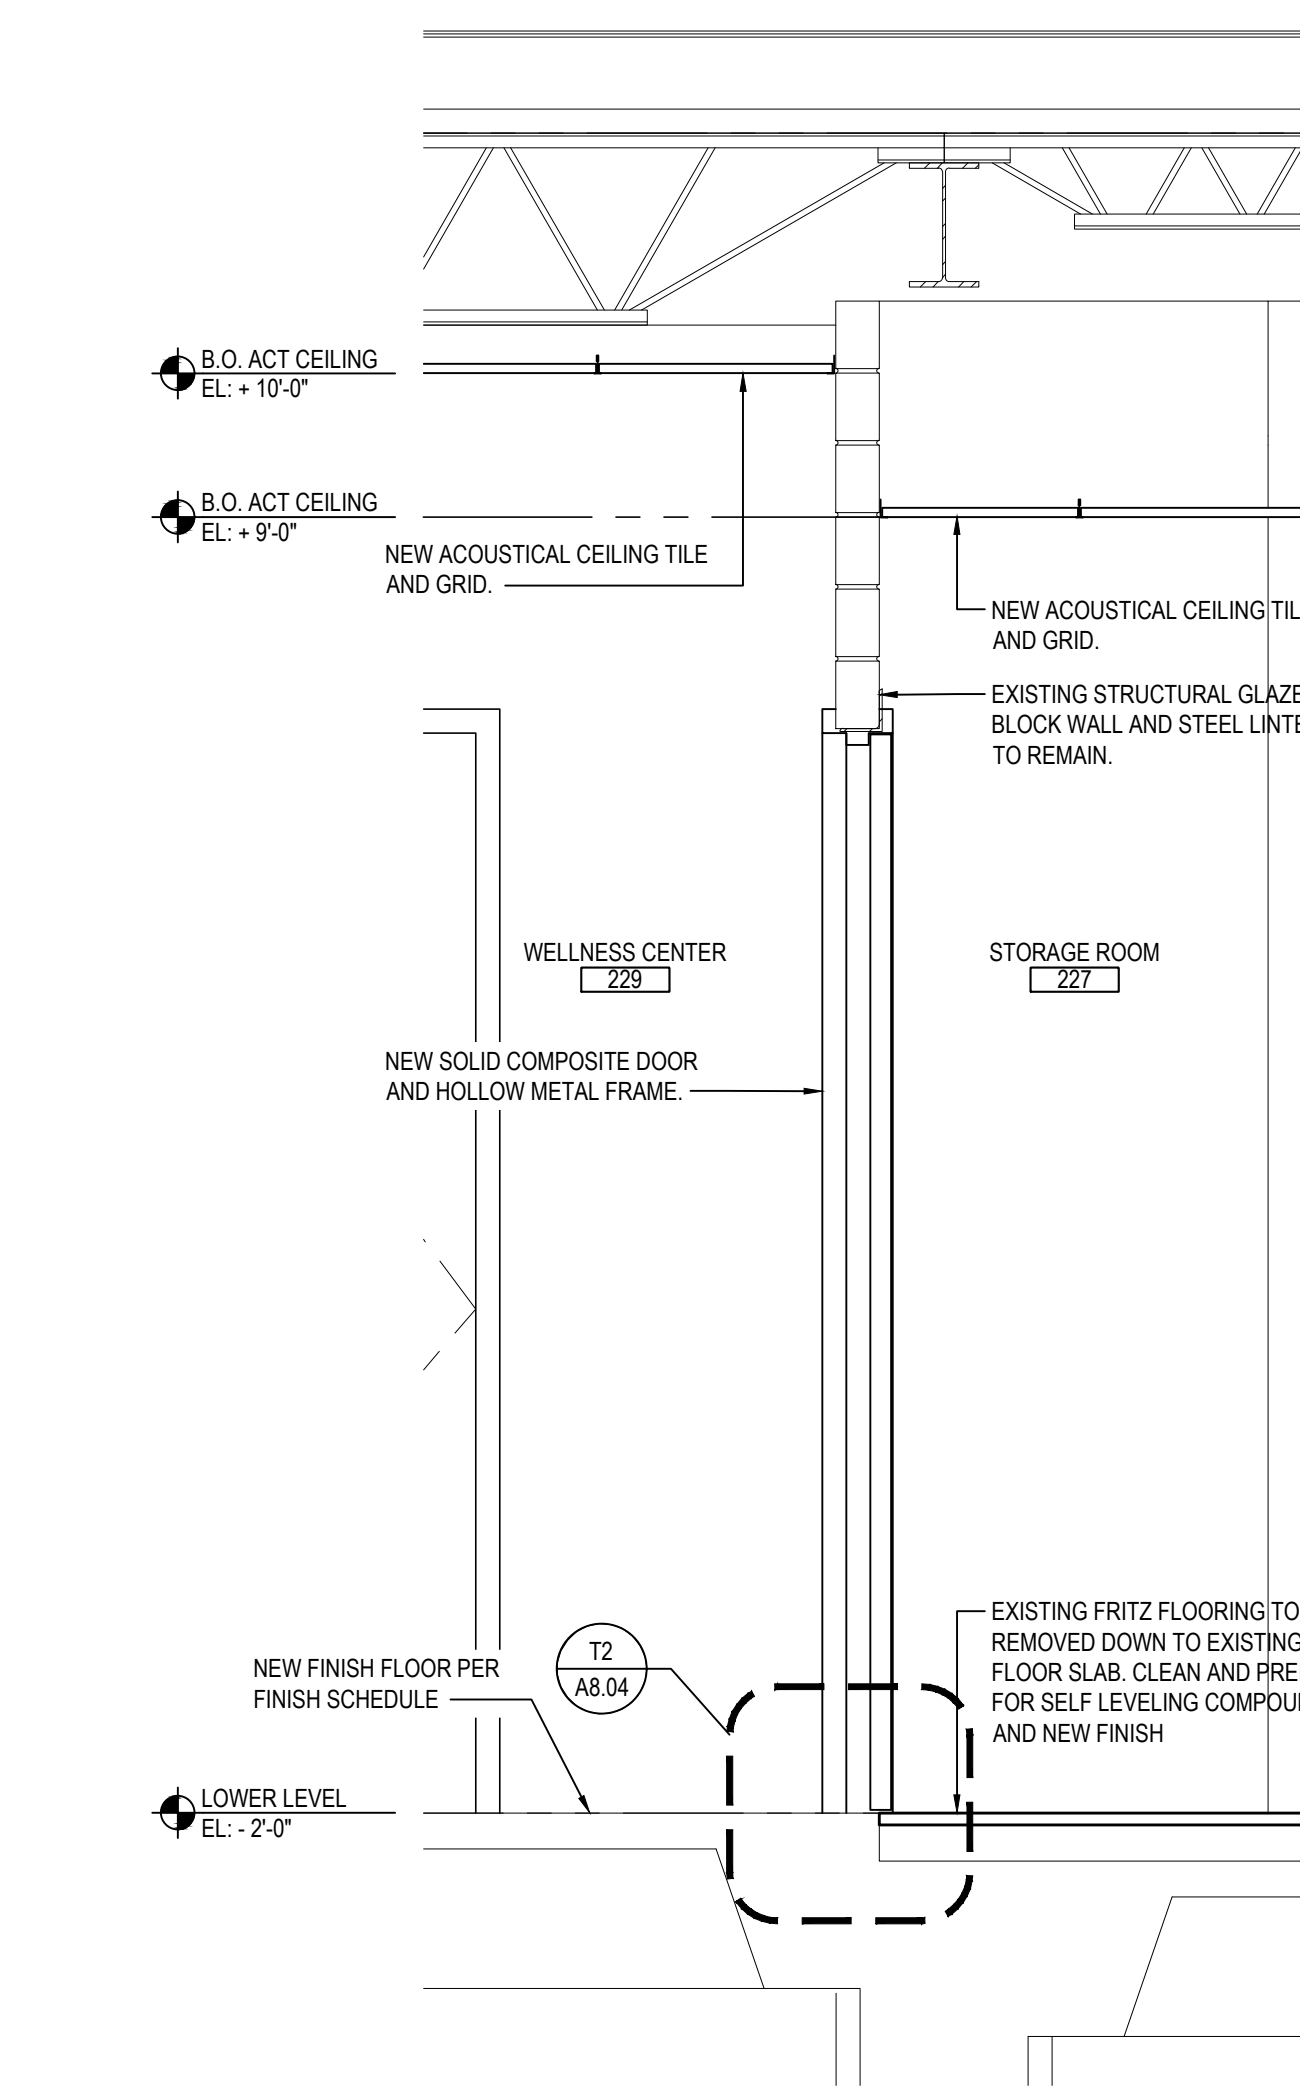 B.O. ACT CEILING
EL: + 10'-0"
B.O. ACT CEILING
EL: + 9'-0"
NEW ACOUSTICAL CEILING TILE
AND GRID.
NEW ACOUSTICAL CEILING TIL
AND GRID.
EXISTING STRUCTURAL GLAZE
BLOCK WALL AND STEEL LINTE
TO REMAIN.
WELLNESS CENTER
229
STORAGE ROOM
227
NEW SOLID COMPOSITE DOOR
AND HOLLOW METAL FRAME.
EXISTING FRITZ FLOORING TO
REMOVED DOWN TO EXISTING
FLOOR SLAB. CLEAN AND PRE
FOR SELF LEVELING COMPOU
AND NEW FINISH
T2
A8.04
NEW FINISH FLOOR PER
FINISH SCHEDULE
LOWER LEVEL
EL: - 2'-0"